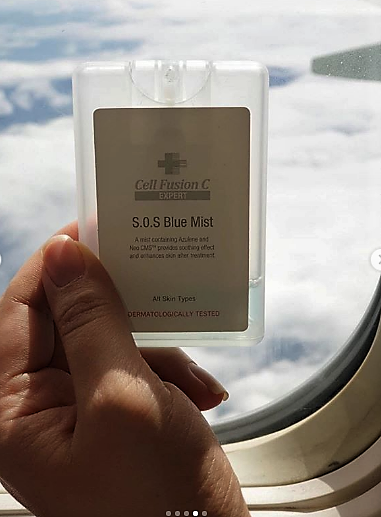 Cell Fusion C
EXPERT
S.O.S Blue Mist
A mist containing Azulene and
Neo CMS™ provides soothing effect
and enhances skin after treatment.
All Skin Types
DERMATOLOGICALLY TESTED